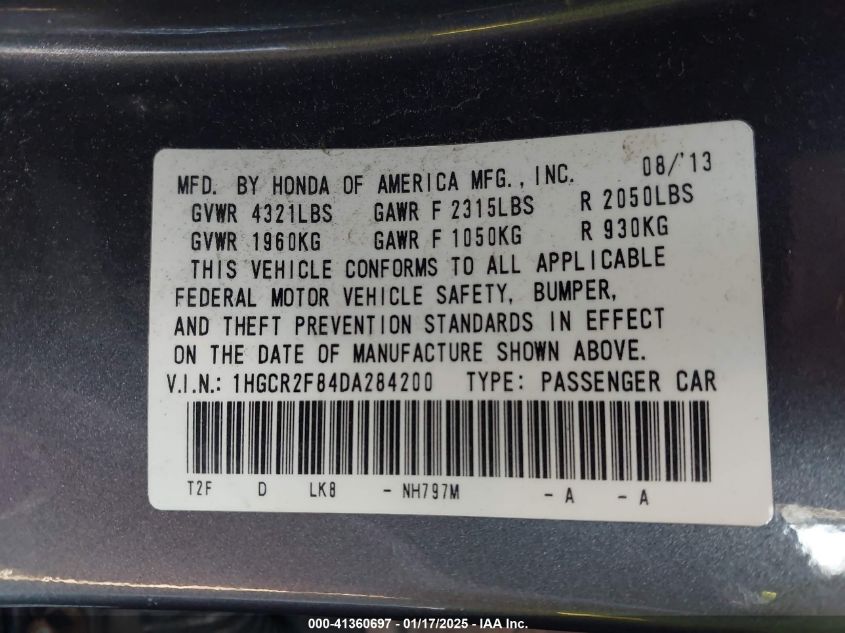 MFD. BY HONDA OF AMERICA MFG., INC. 08/'13
GVWR 4321LBS GAWR F 2315LBS R 2050LBS
GVWR 1960KG GAWR F 1050KG R 930KG
THIS VEHICLE CONFORMS TO ALL APPLICABLE
FEDERAL MOTOR VEHICLE SAFETY, BUMPER,
AND THEFT PREVENTION STANDARDS IN EFFECT
ON THE DATE OF MANUFACTURE SHOWN ABOVE.
V.I.N.: 1HGCR2F84DA284200 TYPE: PASSENGER CAR
T2F D LK8 - NH797M - A - A
000-41360697 - 01/17/2025 - IAA Inc.